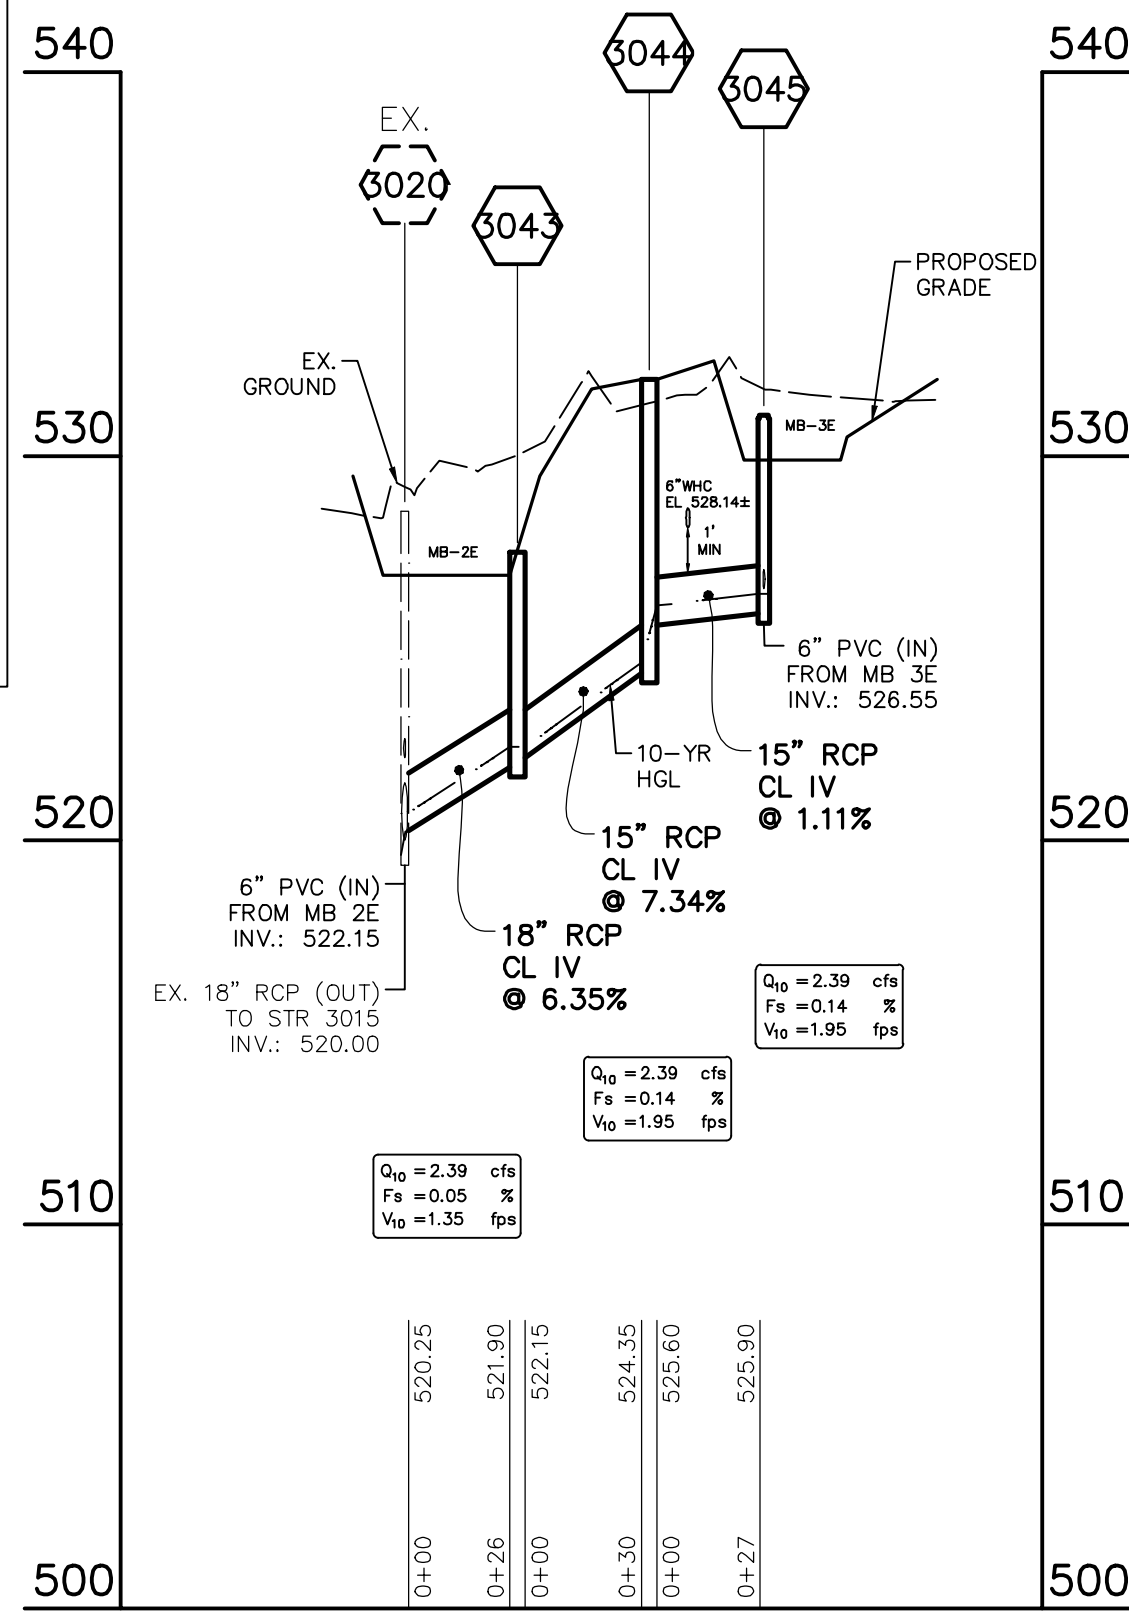 540
540
3044
3045
EX.
3020
3043
PROPOSED
GRADE
EX.
GROUND
530
530
MB-3E
6"WHC
EL 528.14±
1'
MIN
MB-2E
6" PVC (IN)
FROM MB 3E
INV.: 526.55
10-YR
HGL
15" RCP
CL IV
@ 1.11%
520
520
15" RCP
CL IV
@ 7.34%
6" PVC (IN)
FROM MB 2E
INV.: 522.15
18" RCP
CL IV
@ 6.35%
EX. 18" RCP (OUT)
TO STR 3015
INV.: 520.00
Q10 =2.39 cfs
Fs =0.14 %
V10 =1.95 fps
Q10 =2.39 cfs
Fs =0.14 %
V10 =1.95 fps
Q10 =2.39 cfs
Fs =0.05 %
V10 =1.35 fps
510
510
520.25
521.90
522.15
524.35
525.60
525.90
0+00
0+26
0+00
0+30
0+00
0+27
500
500